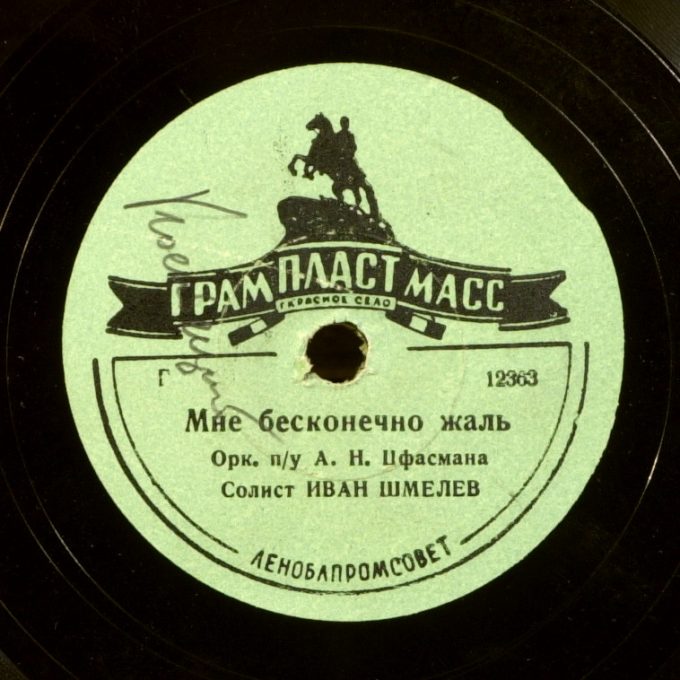 ГРАМПЛАСТМАСС
Г. КРАСНОЕ СЕЛО
Г 12363
Мне бесконечно жаль
Орк. п/у А. Н. Цфасмана
Солист ИВАН ШМЕЛЕВ
ЛЕНОБЛПРОМСОВЕТ